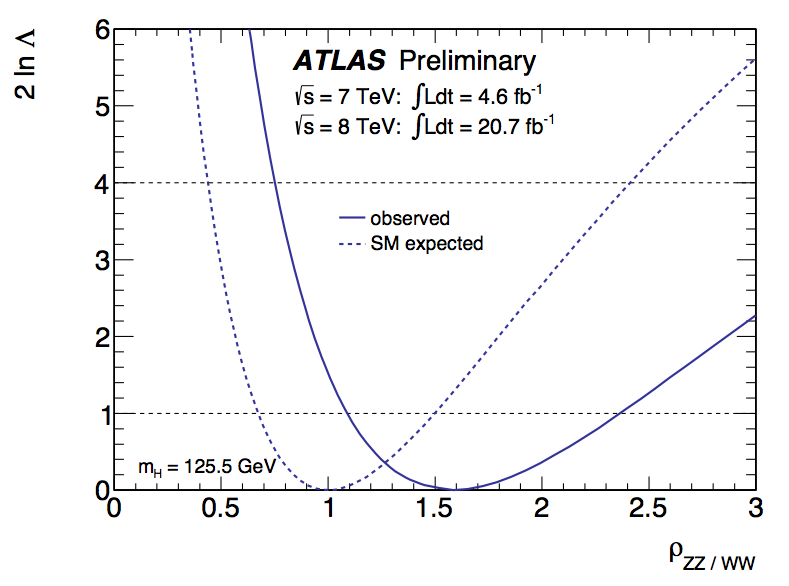 2 ln Λ
6
ATLAS Preliminary
√s = 7 TeV: ∫Ldt = 4.6 fb⁻¹
5
√s = 8 TeV: ∫Ldt = 20.7 fb⁻¹
4
observed
SM expected
3
2
1
m_H = 125.5 GeV
0
0 0.5 1 1.5 2 2.5 3
ρ_ZZ / WW